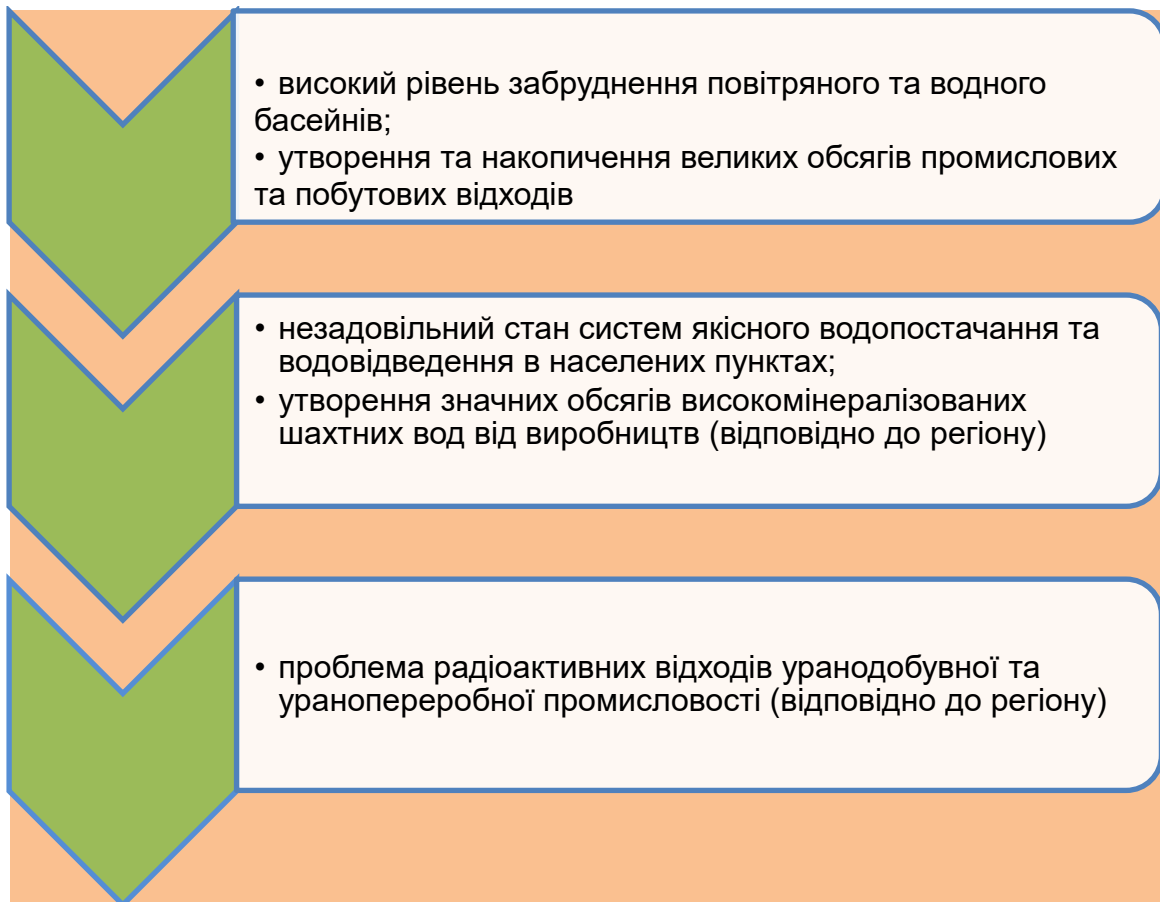 • високий рівень забруднення повітряного та водного
басейнів;
• утворення та накопичення великих обсягів промислових
та побутових відходів
• незадовільний стан систем якісного водопостачання та
водовідведення в населених пунктах;
• утворення значних обсягів високомінералізованих
шахтних вод від виробництв (відповідно до регіону)
• проблема радіоактивних відходів уранодобувної та
уранопереробної промисловості (відповідно до регіону)